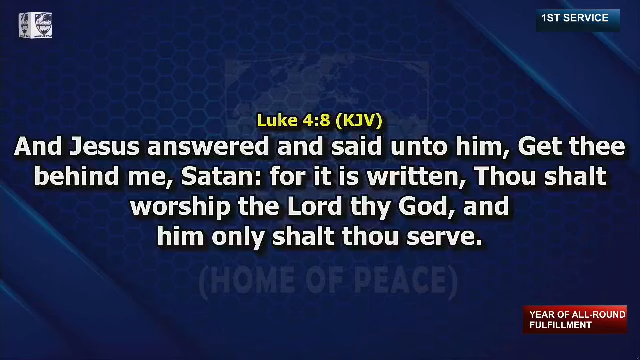 1ST SERVICE
Luke 4:8 (KJV)
And Jesus answered and said unto him, Get thee
behind me, Satan: for it is written, Thou shalt
worship the Lord thy God, and
him only shalt thou serve.
(HOME OF PEACE)
YEAR OF ALL-ROUND
FULFILLMENT